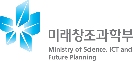 미래창조과학부
Ministry of Science, ICT and
Future Planning